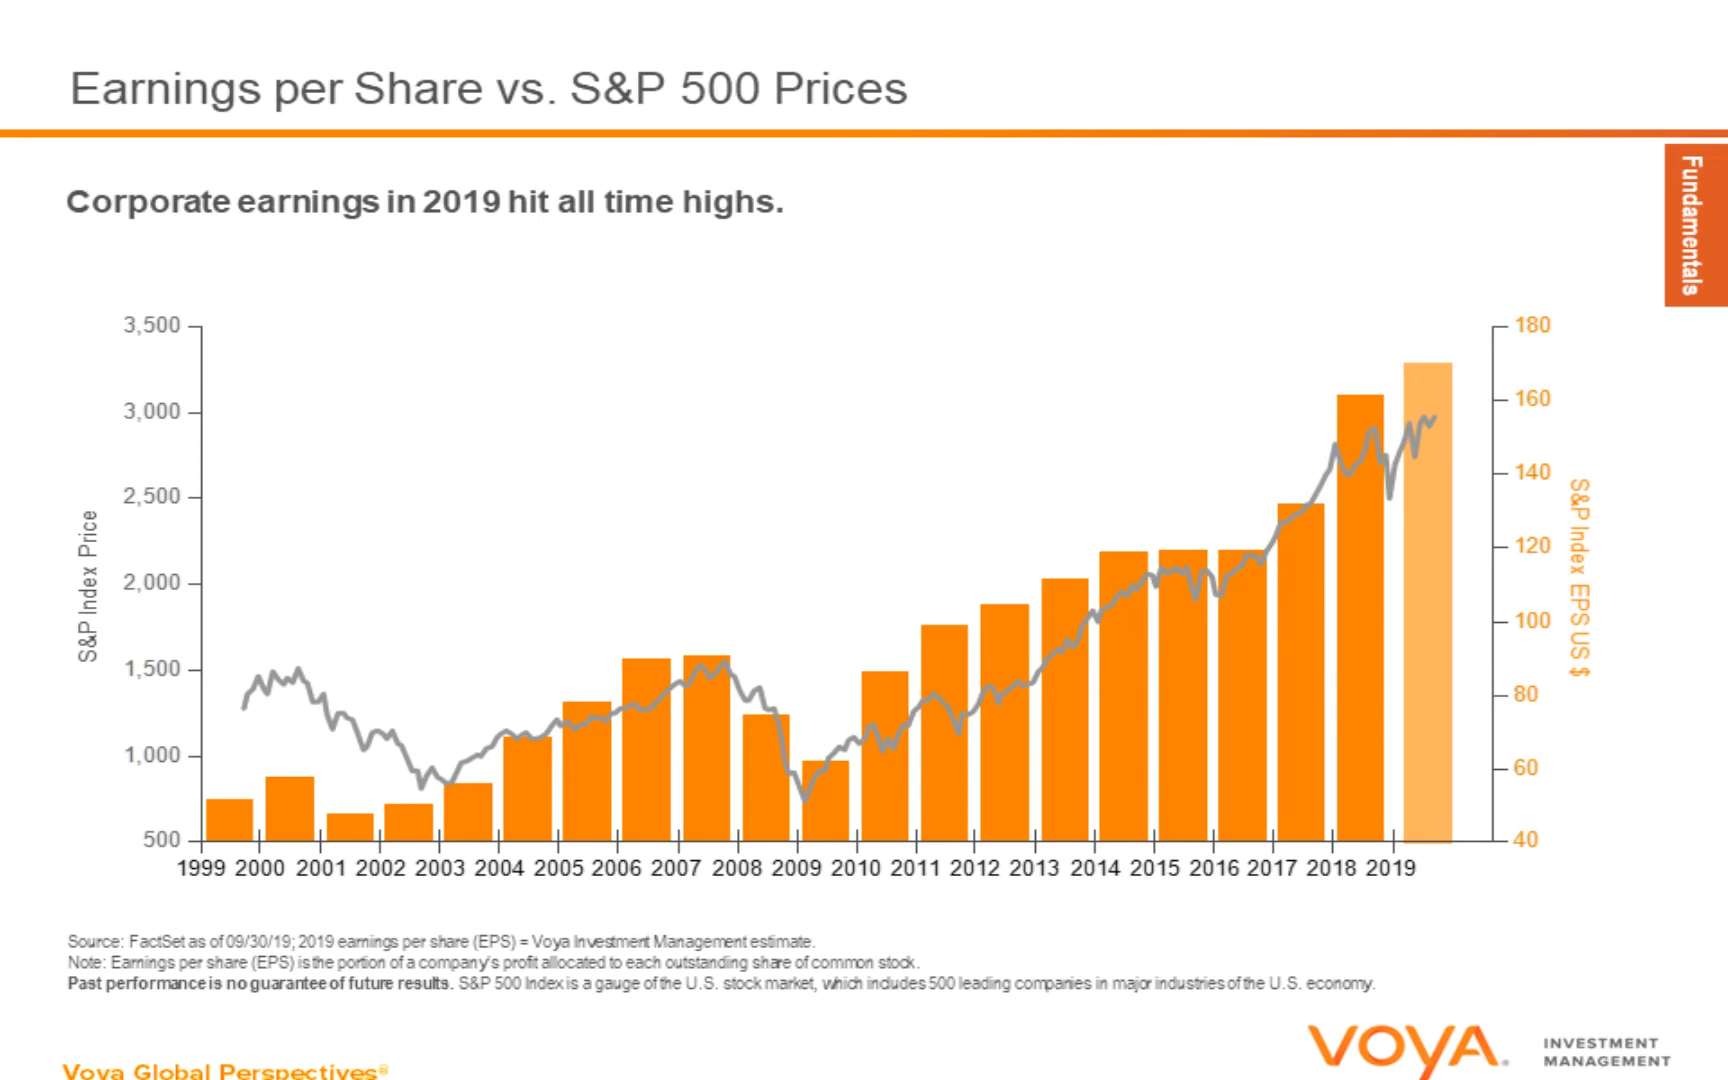 Earnings per Share vs. S&P 500 Prices
Fundamentals
Corporate earnings in 2019 hit all time highs.
3,500
3,000
2,500
2,000
1,500
1,000
500
S&P Index Price
180
160
140
120
100
80
60
40
S&P Index EPS US $
1999 2000 2001 2002 2003 2004 2005 2006 2007 2008 2009 2010 2011 2012 2013 2014 2015 2016 2017 2018 2019
Source: FactSet as of 09/30/19; 2019 earnings per share (EPS) = Voya Investment Management estimate.
Note: Earnings per share (EPS) is the portion of a company's profit allocated to each outstanding share of common stock.
Past performance is no guarantee of future results. S&P 500 Index is a gauge of the U.S. stock market, which includes 500 leading companies in major industries of the U.S. economy.
VOYA®
INVESTMENT
MANAGEMENT
Voya Global Perspectives®